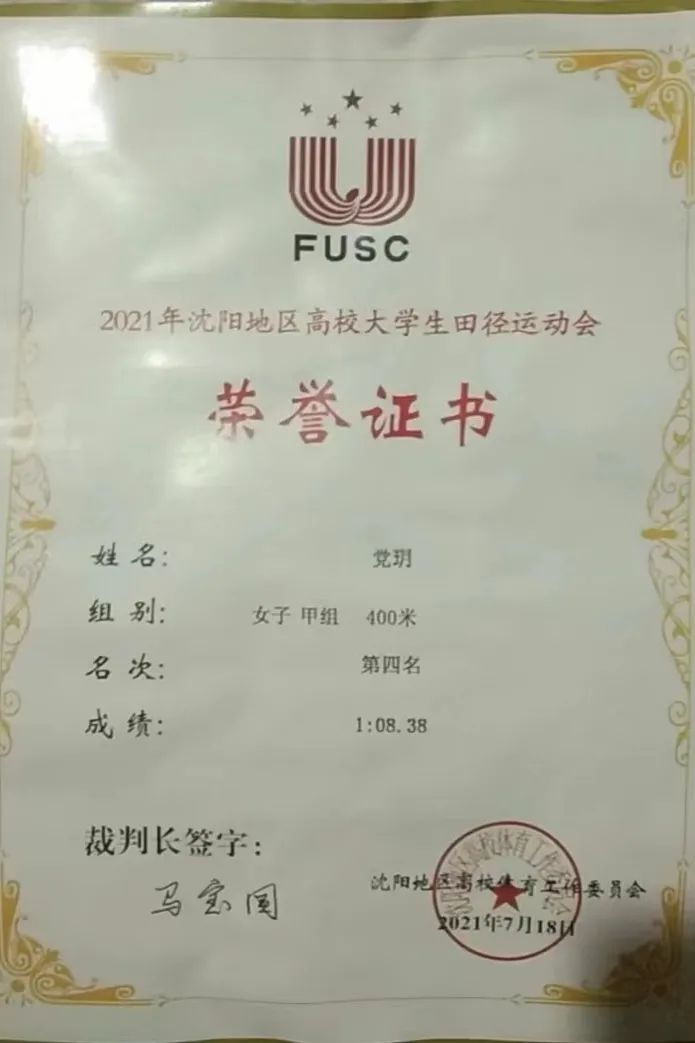 FUSC
2021年沈阳地区高校大学生田径运动会
荣誉证书
姓名： 党玥
组别： 女子 甲组 400米
名次： 第四名
成绩： 1:08.38
裁判长签字：
马宝国
沈阳地区高校体育工作委员会
2021年7月18日